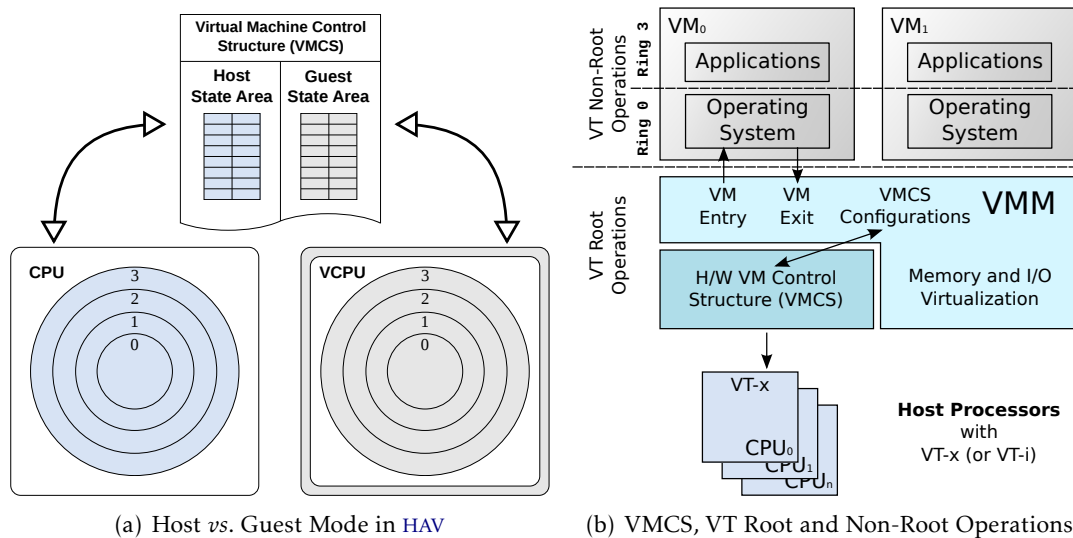 Virtual Machine Control
Structure (VMCS)
Host
State Area
Guest
State Area
CPU
3
2
1
0
VCPU
3
2
1
0
(a) Host vs. Guest Mode in HAV
VT Non-Root
Operations
Ring 3
Ring 0
VM0
Applications
Operating
System
VM1
Applications
Operating
System
VT Root
Operations
VM
Entry
VM
Exit
VMCS
Configurations
VMM
H/W VM Control
Structure (VMCS)
Memory and I/O
Virtualization
VT-x
CPU0
CPU1
CPUn
Host Processors
with
VT-x (or VT-i)
(b) VMCS, VT Root and Non-Root Operations